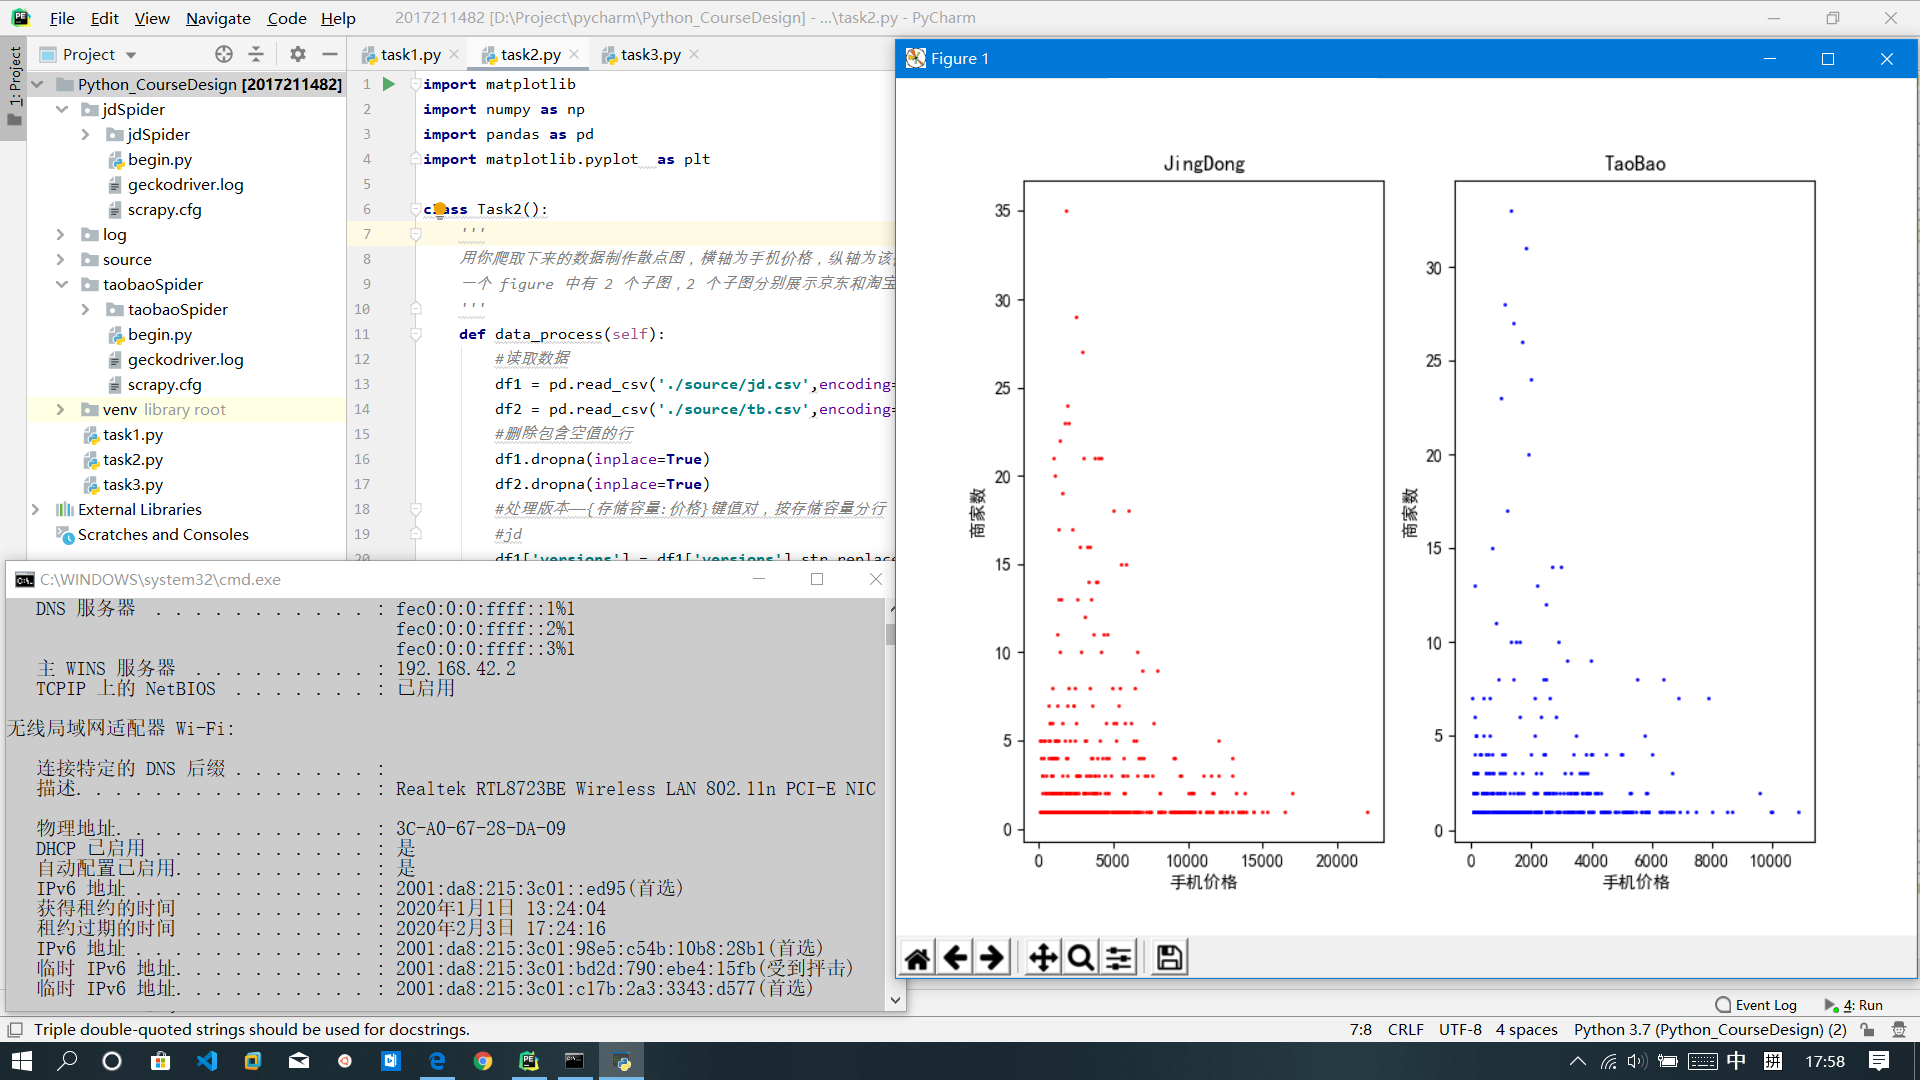 File Edit View Navigate Code Help 2017211482 [D:\Project\pycharm\Python_CourseDesign] - ...\task2.py - PyCharm
1: Project
Project
Python_CourseDesign [2017211482]
jdSpider
jdSpider
begin.py
geckodriver.log
scrapy.cfg
log
source
taobaoSpider
taobaoSpider
begin.py
geckodriver.log
scrapy.cfg
venv library root
task1.py
task2.py
task3.py
External Libraries
Scratches and Consoles
task1.py task2.py task3.py
1 import matplotlib
2 import numpy as np
3 import pandas as pd
4 import matplotlib.pyplot as plt
5
6 class Task2():
7 '''
8 用你爬取下来的数据制作散点图，横轴为手机价格，纵轴为该
9 一个 figure 中有 2 个子图，2 个子图分别展示京东和淘宝
10 '''
11 def data_process(self):
12 #读取数据
13 df1 = pd.read_csv('./source/jd.csv',encoding=
14 df2 = pd.read_csv('./source/tb.csv',encoding=
15 #删除包含空值的行
16 df1.dropna(inplace=True)
17 df2.dropna(inplace=True)
18 #处理版本——{存储容量:价格}键值对，按存储容量分行
19 #jd
20 df1['versions'] = df1['versions'].str.replace
C:\WINDOWS\system32\cmd.exe
DNS 服务器 . . . . . . . . . . . : fec0:0:0:ffff::1%1
fec0:0:0:ffff::2%1
fec0:0:0:ffff::3%1
主 WINS 服务器 . . . . . . . . . : 192.168.42.2
TCPIP 上的 NetBIOS . . . . . . . : 已启用
无线局域网适配器 Wi-Fi:
连接特定的 DNS 后缀 . . . . . . . :
描述. . . . . . . . . . . . . . . : Realtek RTL8723BE Wireless LAN 802.11n PCI-E NIC
物理地址. . . . . . . . . . . . . : 3C-A0-67-28-DA-09
DHCP 已启用 . . . . . . . . . . . : 是
自动配置已启用. . . . . . . . . . : 是
IPv6 地址 . . . . . . . . . . . . : 2001:da8:215:3c01::ed95(首选)
获得租约的时间 . . . . . . . . . : 2020年1月1日 13:24:04
租约过期的时间 . . . . . . . . . : 2020年2月3日 17:24:16
IPv6 地址 . . . . . . . . . . . . : 2001:da8:215:3c01:98e5:c54b:10b8:28b1(首选)
临时 IPv6 地址. . . . . . . . . . : 2001:da8:215:3c01:bd2d:790:ebe4:15fb(受到抨击)
临时 IPv6 地址. . . . . . . . . . : 2001:da8:215:3c01:c17b:2a3:3343:d577(首选)
Figure 1
JingDong
35
30
25
20
15
10
5
0
商家数
0 5000 10000 15000 20000
手机价格
TaoBao
30
25
20
15
10
5
0
商家数
0 2000 4000 6000 8000 10000
手机价格
Event Log 4: Run
Triple double-quoted strings should be used for docstrings. 7:8 CRLF UTF-8 4 spaces Python 3.7 (Python_CourseDesign) (2)
中 拼 17:58